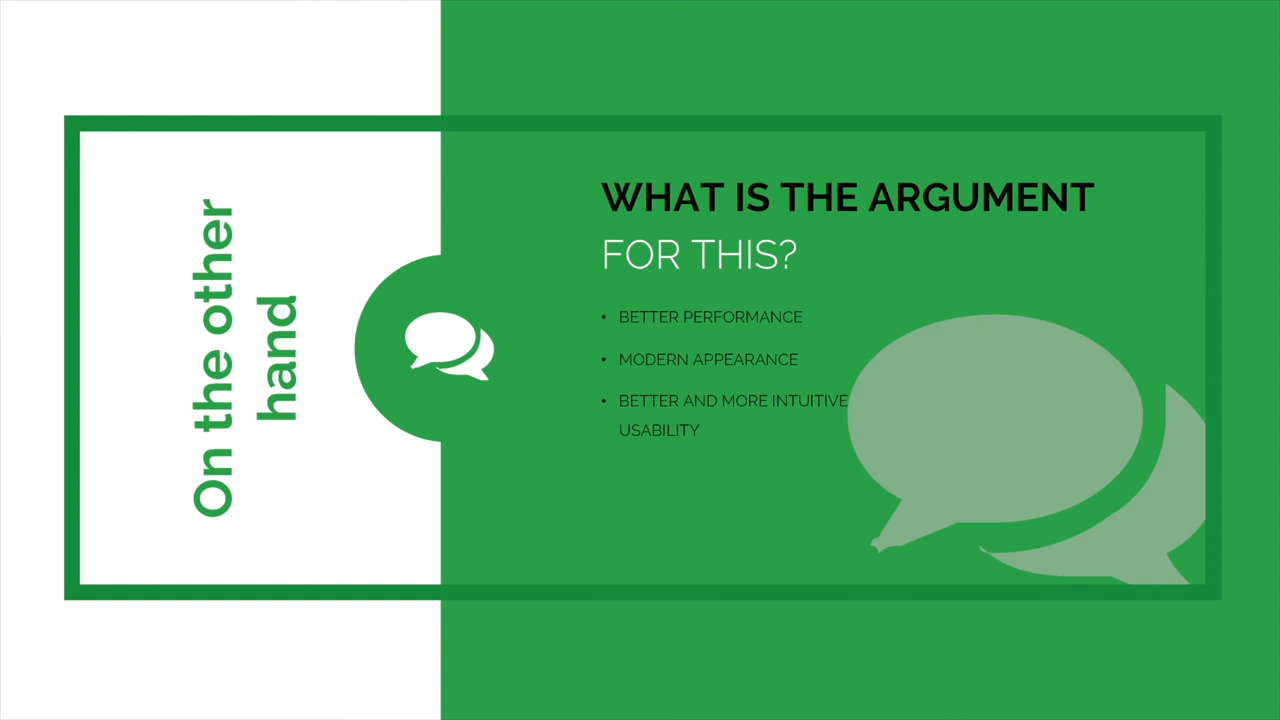 On the other
hand
WHAT IS THE ARGUMENT
FOR THIS?
• BETTER PERFORMANCE
• MODERN APPEARANCE
• BETTER AND MORE INTUITIVE
USABILITY